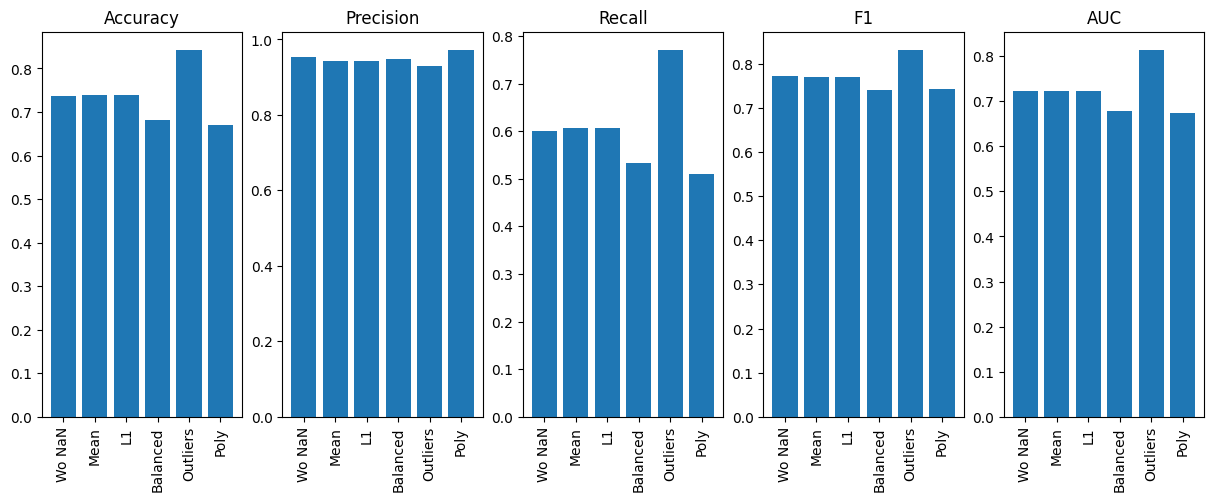 Accuracy
0.8
0.7
0.6
0.5
0.4
0.3
0.2
0.1
0.0
Wo NaN
Mean
L1
Balanced
Outliers
Poly
Precision
1.0
0.8
0.6
0.4
0.2
0.0
Wo NaN
Mean
L1
Balanced
Outliers
Poly
Recall
0.8
0.7
0.6
0.5
0.4
0.3
0.2
0.1
0.0
Wo NaN
Mean
L1
Balanced
Outliers
Poly
F1
0.8
0.7
0.6
0.5
0.4
0.3
0.2
0.1
0.0
Wo NaN
Mean
L1
Balanced
Outliers
Poly
AUC
0.8
0.7
0.6
0.5
0.4
0.3
0.2
0.1
0.0
Wo NaN
Mean
L1
Balanced
Outliers
Poly